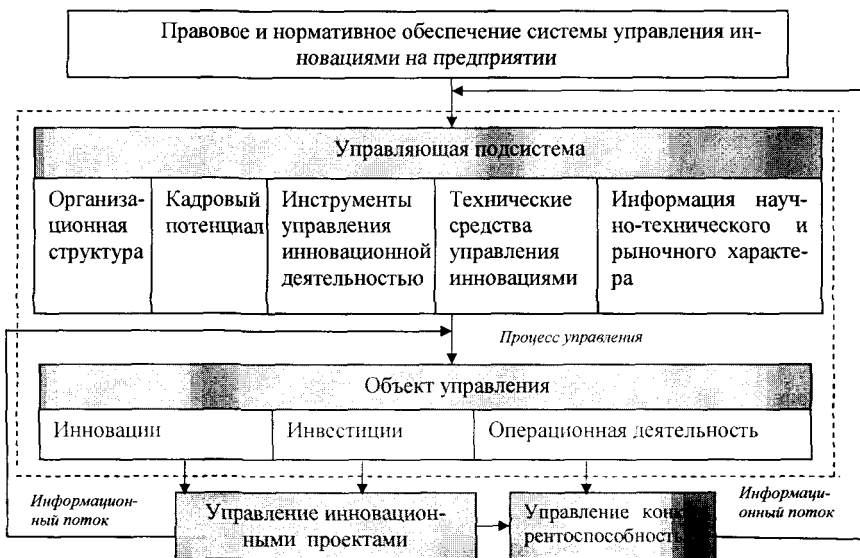 Правовое и нормативное обеспечение системы управления ин-
новациями на предприятии
Управляющая подсистема
Организа-
ционная
структура
Кадровый
потенциал
Инструменты
управления
инновационной
деятельностью
Технические
средства
управления
инновациями
Информация науч-
но-технического и
рыночного характе-
ра
Процесс управления
Объект управления
Инновации
Инвестиции
Операционная деятельность
Информацион-
ный поток
Управление инновацион-
ными проектами
Управление конк
рентоспособность
Информаци-
онный поток